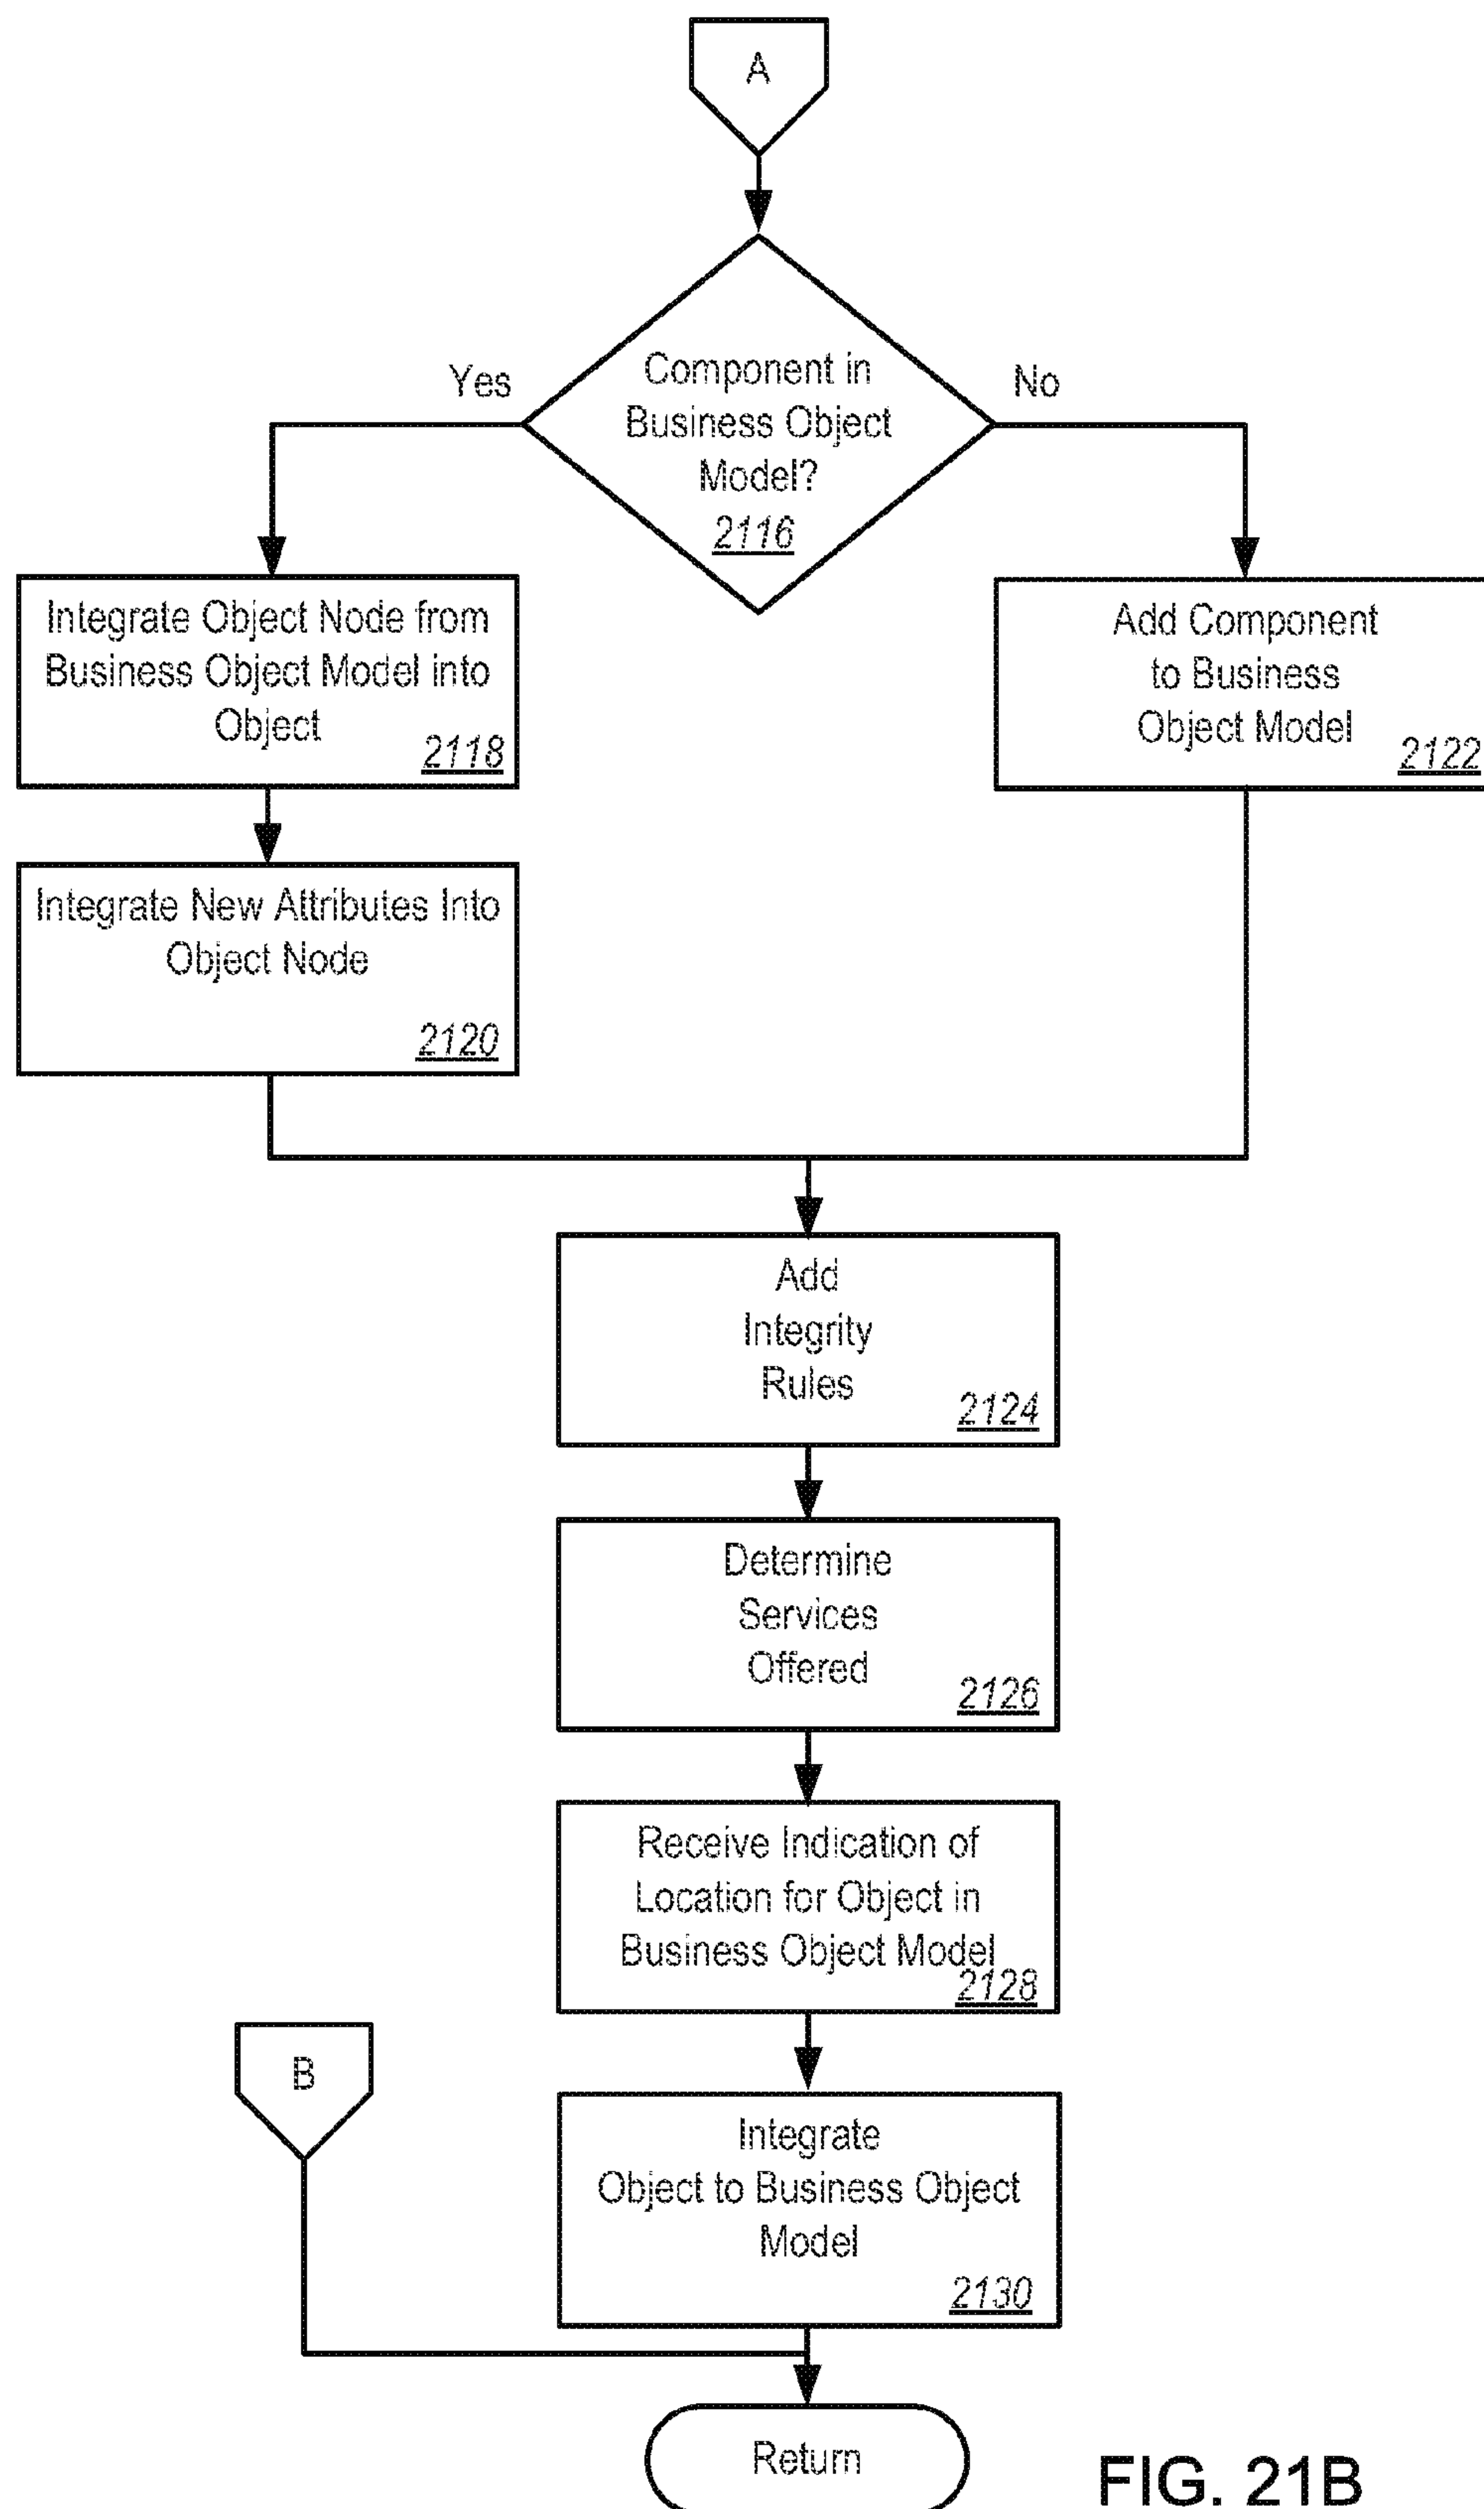 A
Yes
No
Component in
Business Object
Model?
2116
Integrate Object Node from
Business Object Model into
Object
2118
Add Component
to Business
Object Model
2122
Integrate New Attributes Into
Object Node
2120
Add
Integrity
Rules
2124
Determine
Services
Offered
2126
Receive Indication of
Location for Object in
Business Object Model
2128
B
Integrate
Object to Business Object
Model
2130
Return
FIG. 21B